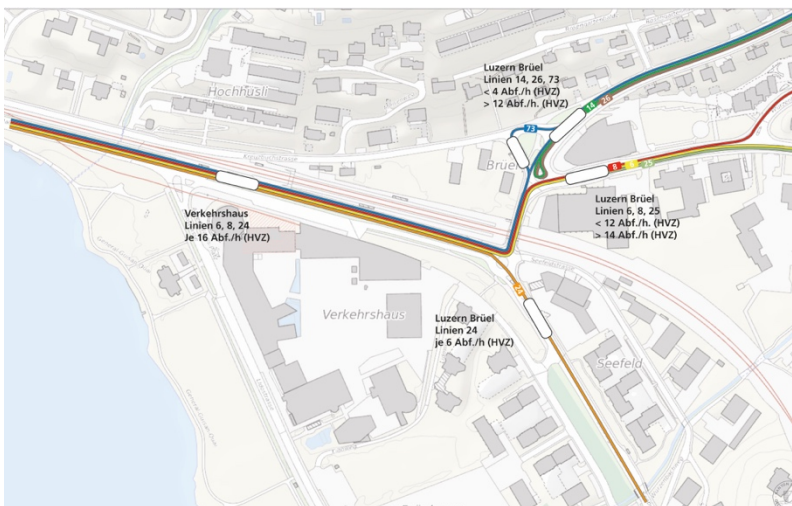 Hochhüsli
Luzern Brüel
Linien 14, 26, 73
< 4 Abf./h (HVZ)
> 12 Abf./h. (HVZ)
14
26
73
Brüel
8
6
25
Verkehrshaus
Linien 6, 8, 24
Je 16 Abf./h (HVZ)
Luzern Brüel
Linien 6, 8, 25
< 12 Abf./h. (HVZ)
> 14 Abf./h (HVZ)
24
Verkehrshaus
Luzern Brüel
Linien 24
je 6 Abf./h (HVZ)
Seefeld